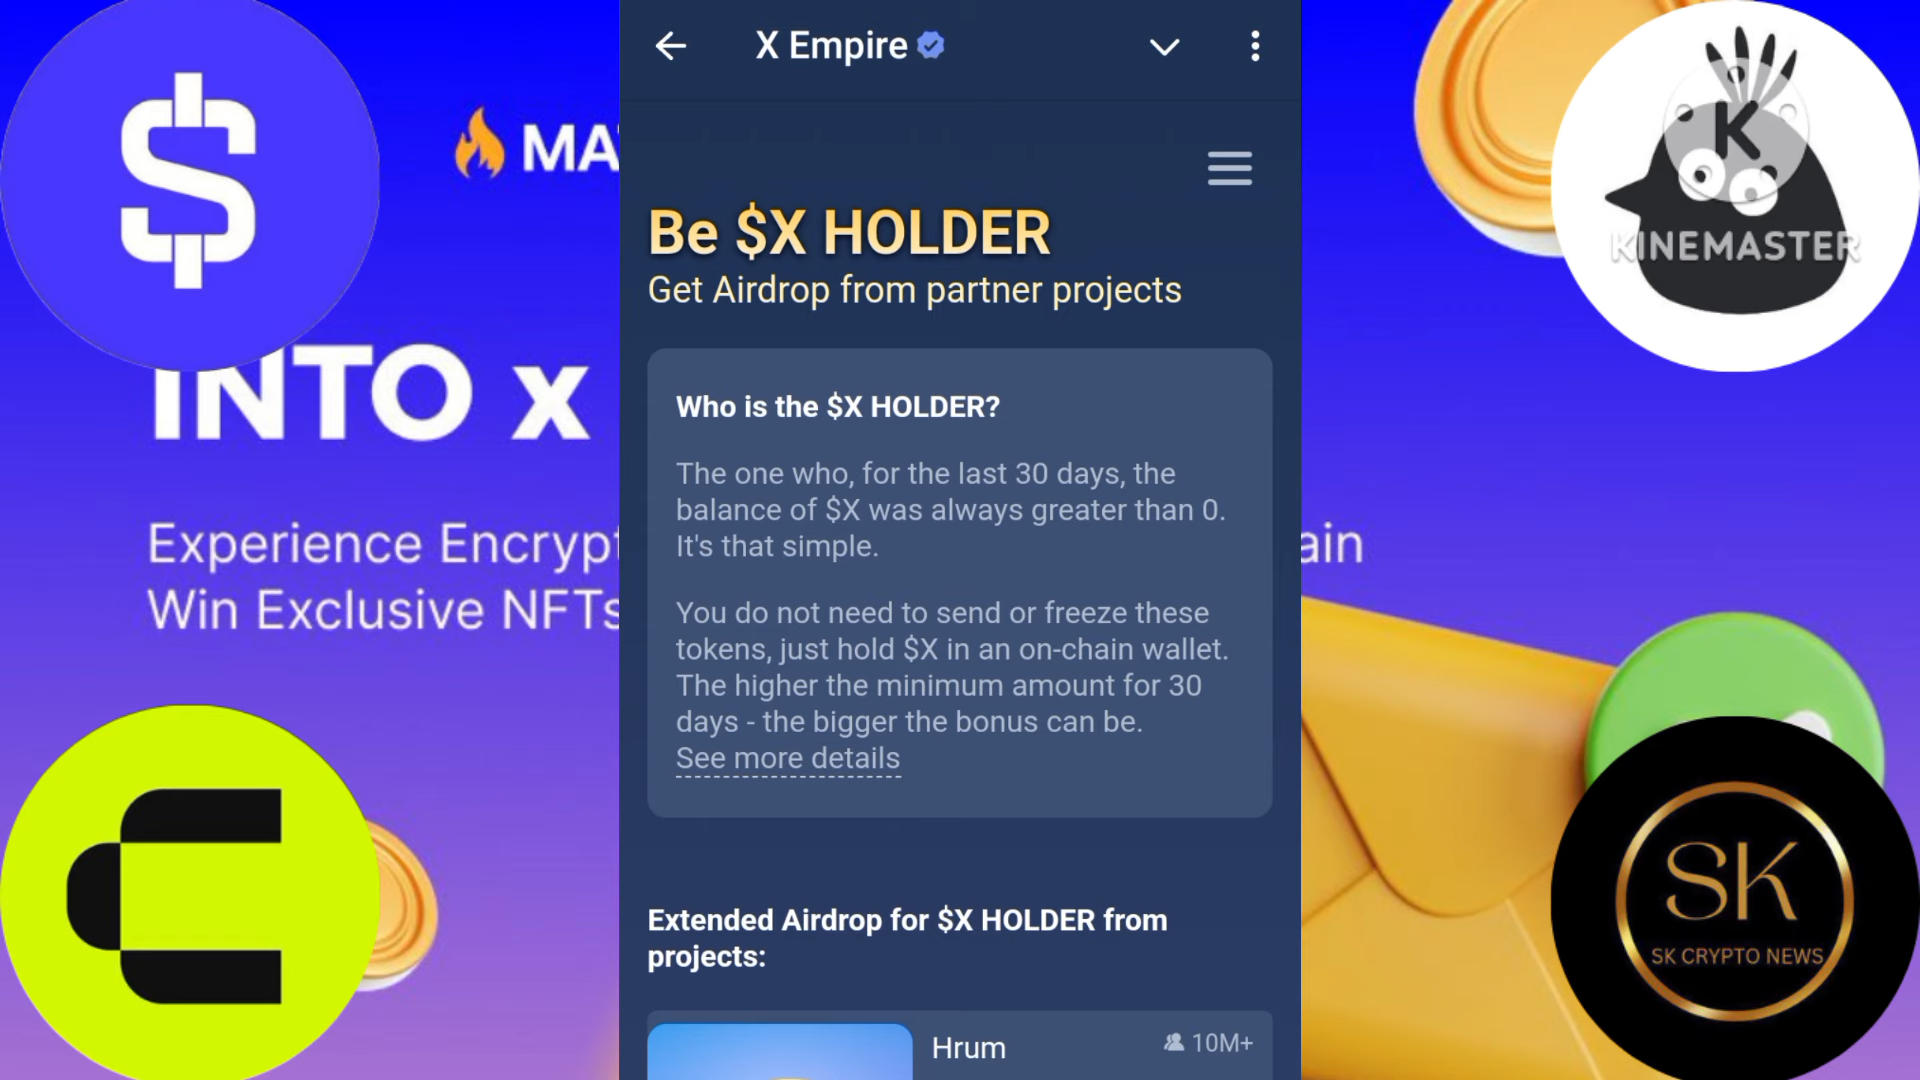 X Empire
MA
K
KINEMASTER
Be $X HOLDER
Get Airdrop from partner projects
INTO x
Who is the $X HOLDER?
The one who, for the last 30 days, the
balance of $X was always greater than 0.
It's that simple.
Experience Encryp
ain
Win Exclusive NFTs
You do not need to send or freeze these
tokens, just hold $X in an on-chain wallet.
The higher the minimum amount for 30
days - the bigger the bonus can be.
See more details
SK
SK CRYPTO NEWS
Extended Airdrop for $X HOLDER from
projects:
Hrum
10M+